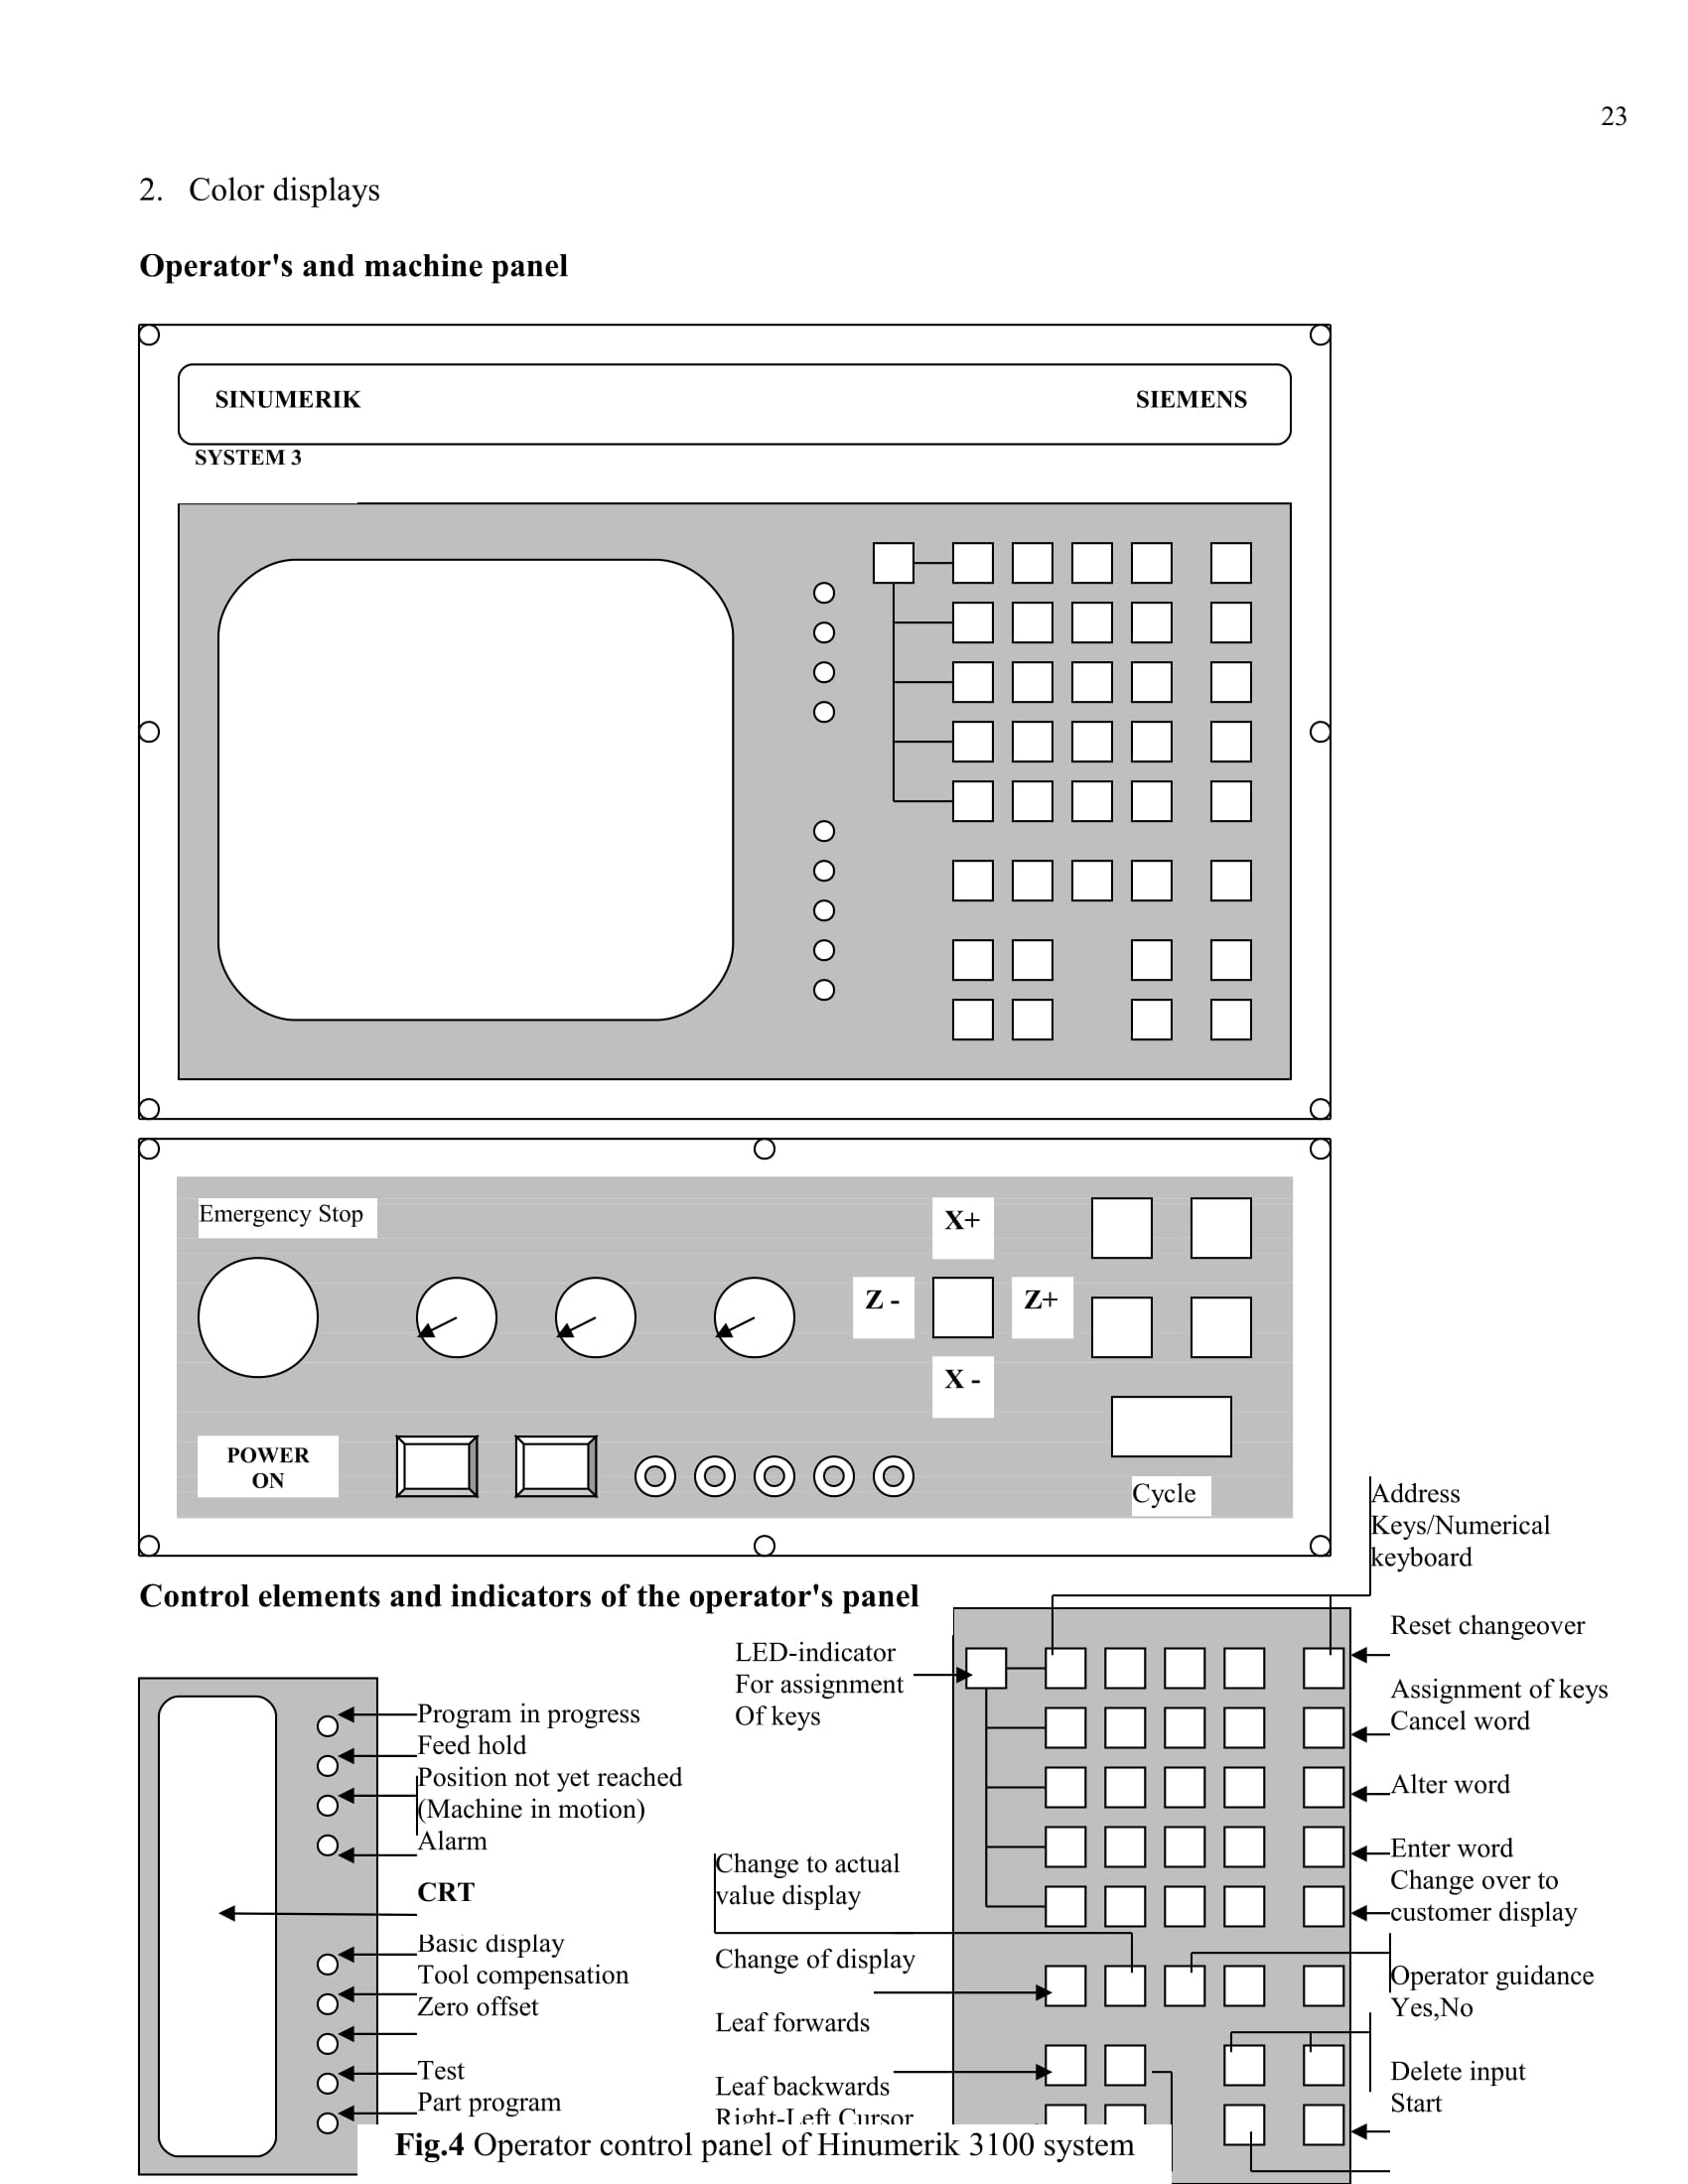 23
2. Color displays
Operator's and machine panel
SINUMERIK SIEMENS
SYSTEM 3
Emergency Stop
X+
Z - Z+
X -
POWER
ON
Cycle
Address
Keys/Numerical
keyboard
Control elements and indicators of the operator's panel
LED-indicator
For assignment
Of keys
Reset changeover
Assignment of keys
Cancel word
Alter word
Enter word
Change over to
customer display
Operator guidance
Yes,No
Delete input
Start
Program in progress
Feed hold
Position not yet reached
(Machine in motion)
Alarm
CRT
Basic display
Tool compensation
Zero offset
Test
Part program
Change to actual
value display
Change of display
Leaf forwards
Leaf backwards
Right-Left Cursor
Fig.4 Operator control panel of Hinumerik 3100 system